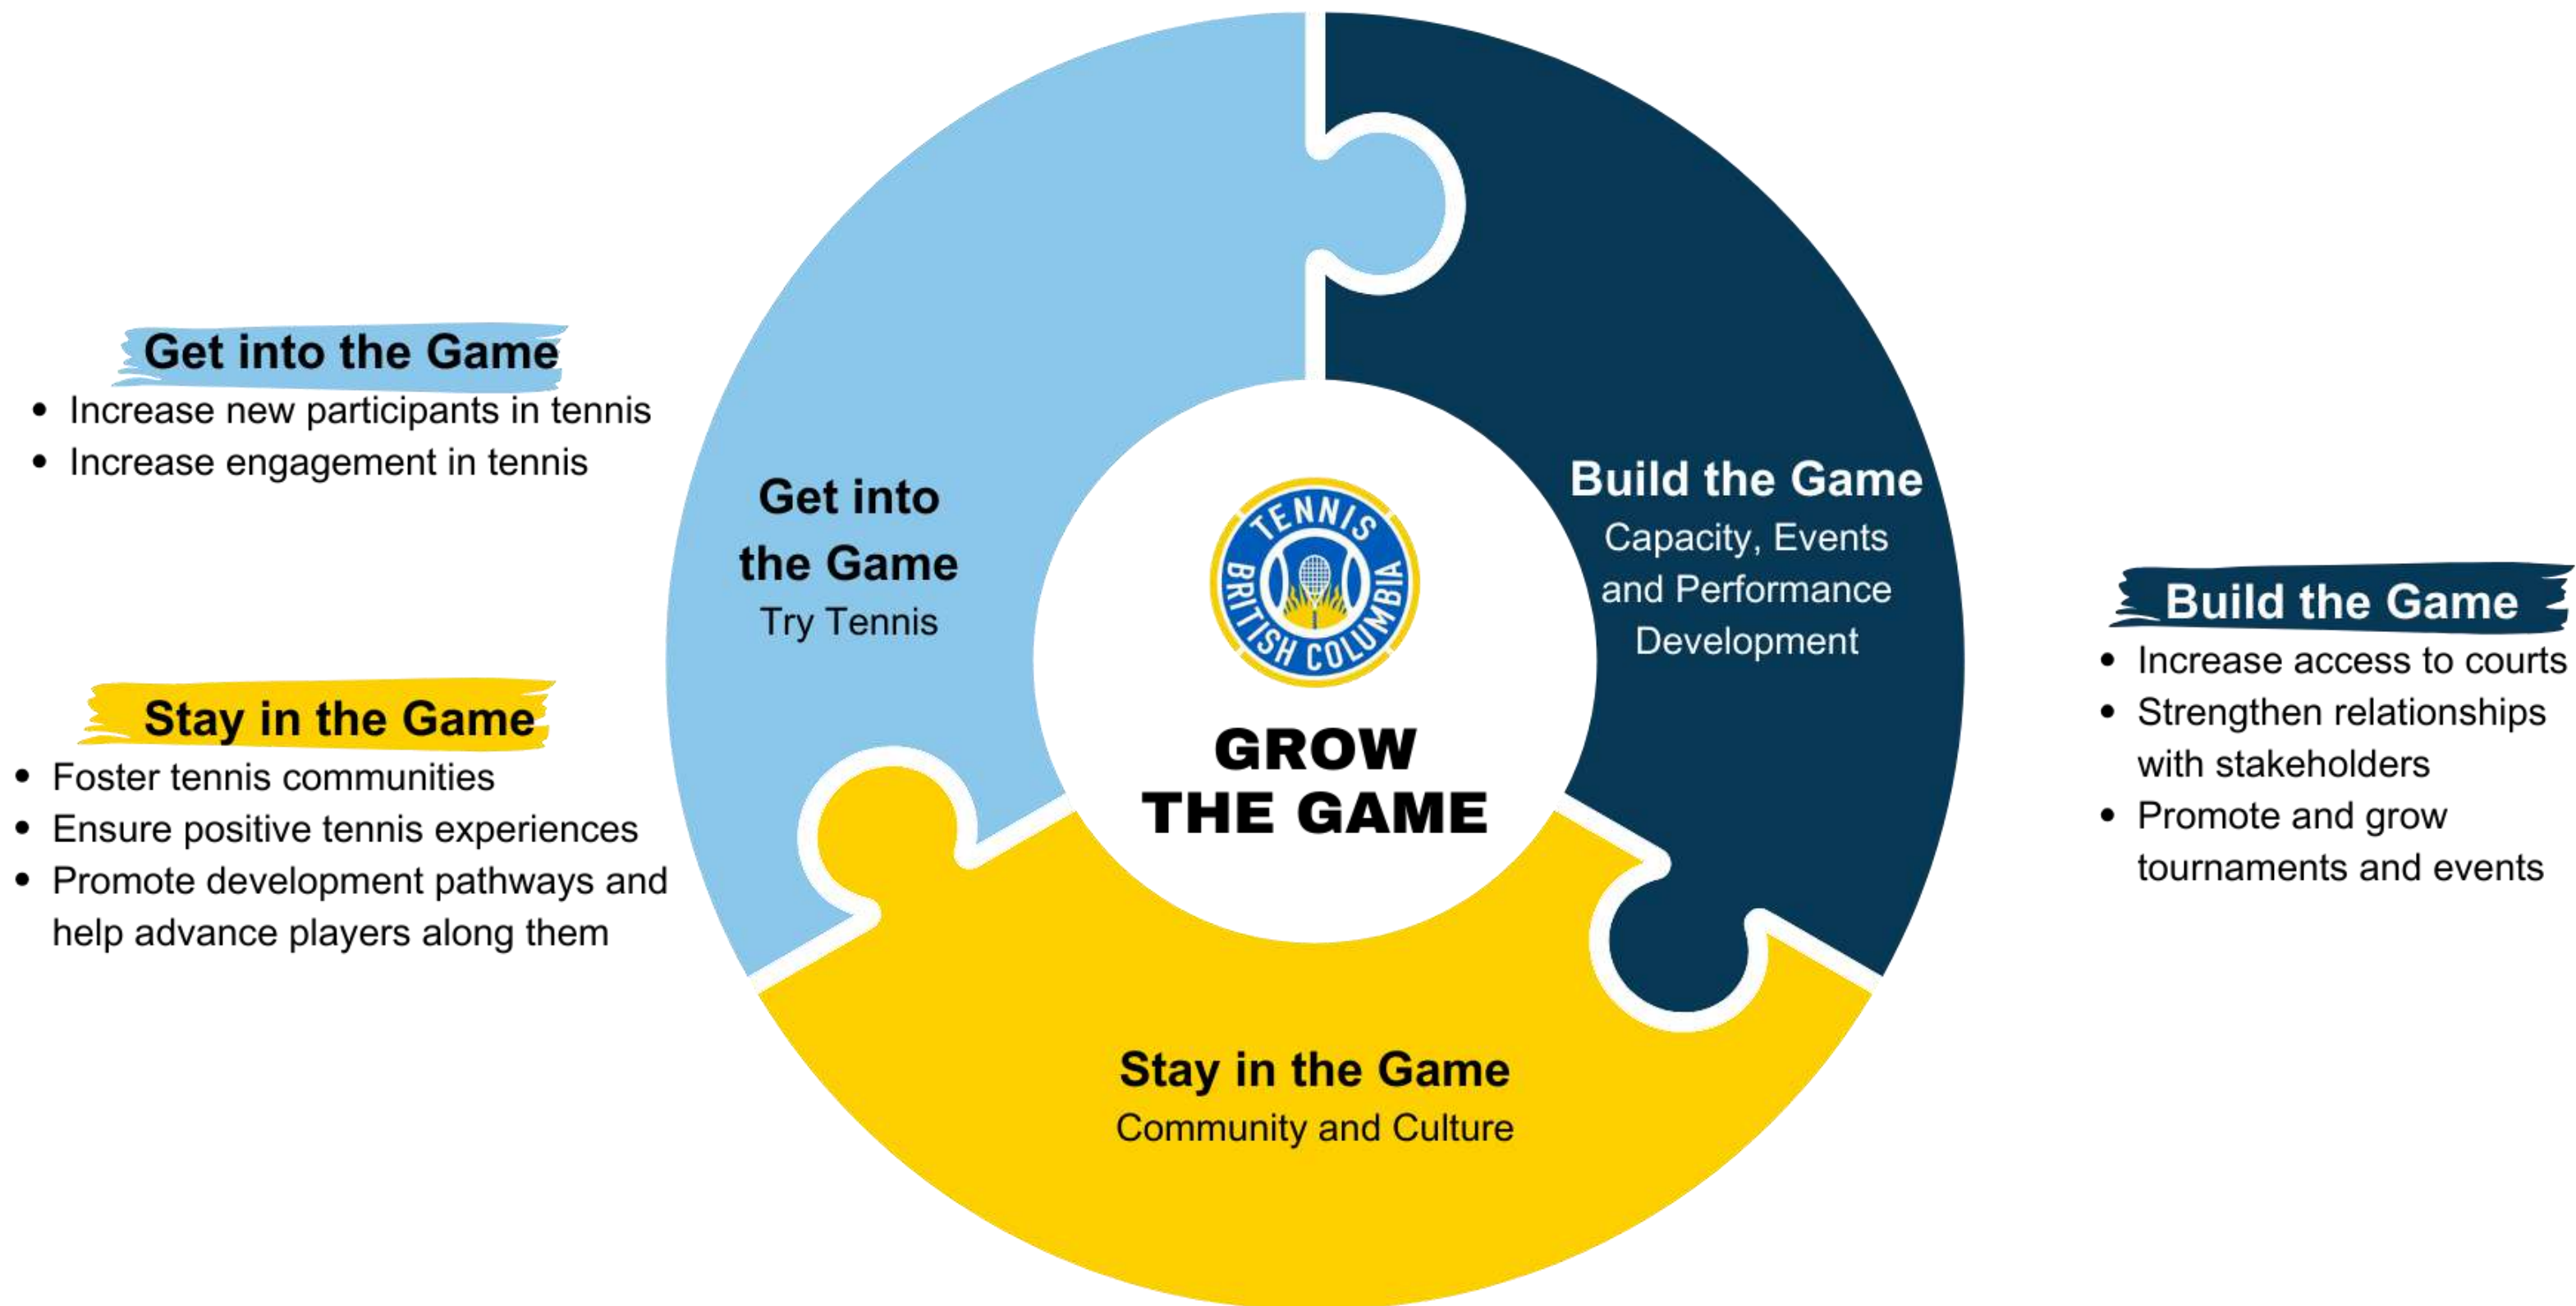 Get into the Game
• Increase new participants in tennis
• Increase engagement in tennis
Stay in the Game
• Foster tennis communities
• Ensure positive tennis experiences
• Promote development pathways and
help advance players along them
Get into
the Game
Try Tennis
TENNIS
BRITISH COLUMBIA
GROW
THE GAME
Build the Game
Capacity, Events
and Performance
Development
Stay in the Game
Community and Culture
Build the Game
• Increase access to courts
• Strengthen relationships
with stakeholders
• Promote and grow
tournaments and events